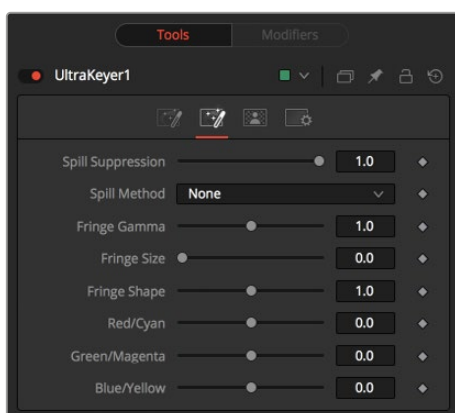 Tools Modifiers
UltraKeyer1
Spill Suppression 1.0
Spill Method None
Fringe Gamma 1.0
Fringe Size 0.0
Fringe Shape 1.0
Red/Cyan 0.0
Green/Magenta 0.0
Blue/Yellow 0.0